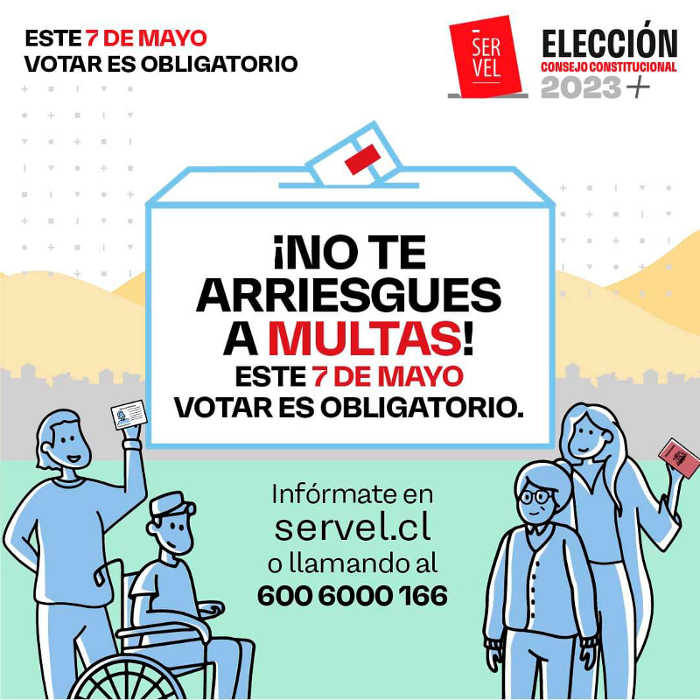 ESTE 7 DE MAYO
VOTAR ES OBLIGATORIO
SER
VEL
ELECCIÓN
CONSEJO CONSTITUCIONAL
2023+
¡NO TE
ARRIESGUES
A MULTAS!
ESTE 7 DE MAYO
VOTAR ES OBLIGATORIO.
Infórmate en
servel.cl
o llamando al
600 6000 166